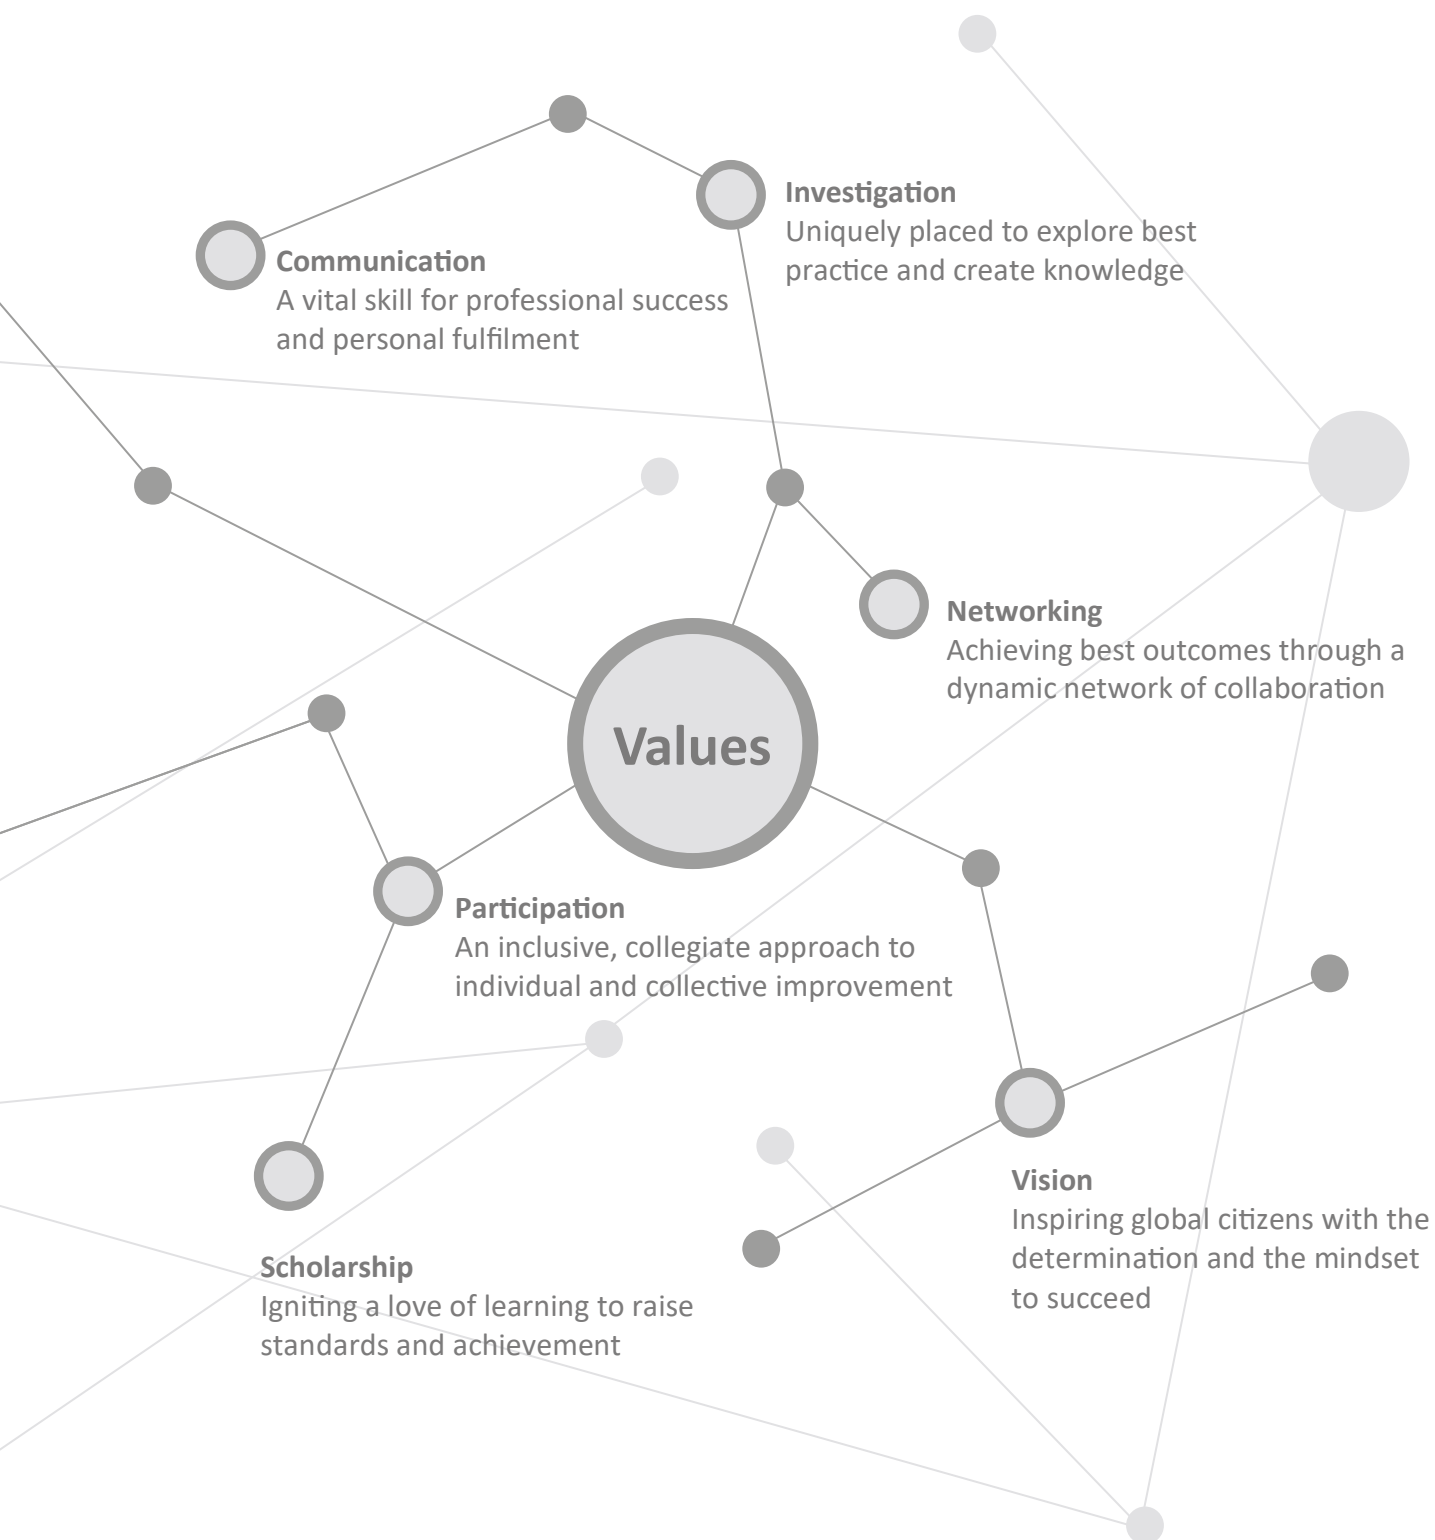 Investigation
Uniquely placed to explore best
practice and create knowledge
Communication
A vital skill for professional success
and personal fulfilment
Networking
Achieving best outcomes through a
dynamic network of collaboration
Values
Participation
An inclusive, collegiate approach to
individual and collective improvement
Vision
Inspiring global citizens with the
determination and the mindset
to succeed
Scholarship
Igniting a love of learning to raise
standards and achievement